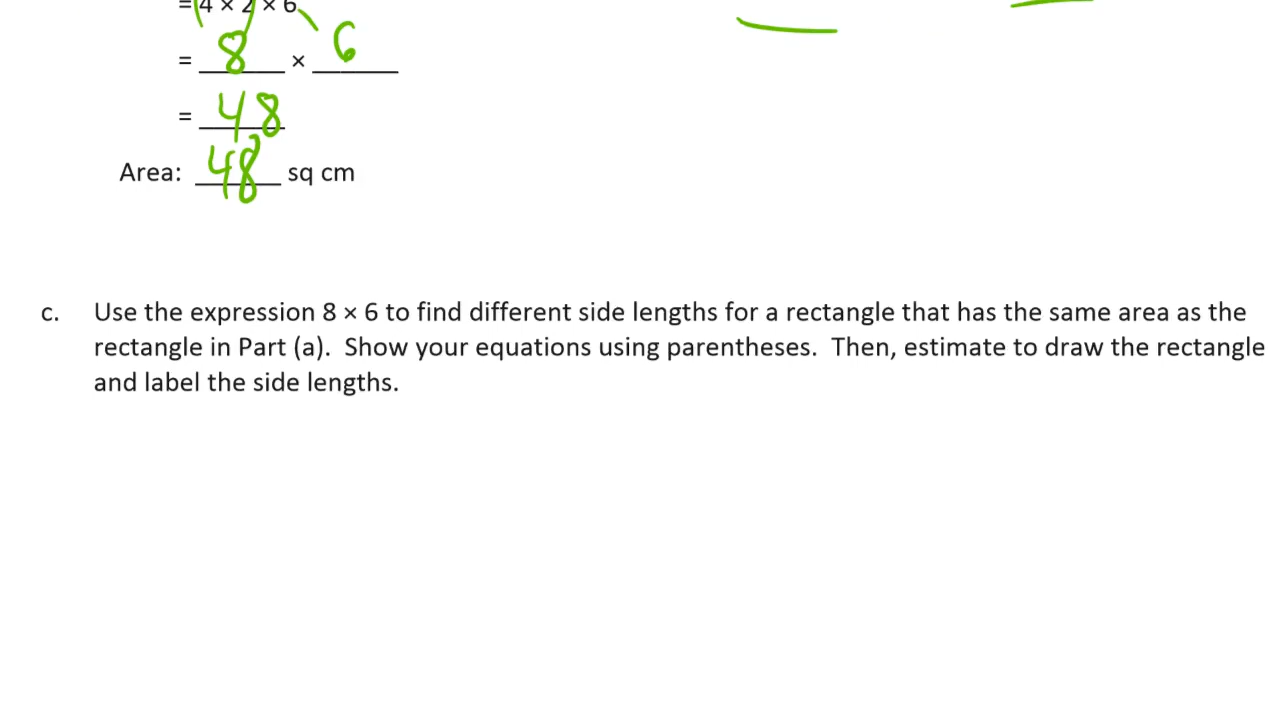 = (4 × 2) × 6
= 8 × 6
= 48
Area: 48 sq cm
c. Use the expression 8 × 6 to find different side lengths for a rectangle that has the same area as the
rectangle in Part (a). Show your equations using parentheses. Then, estimate to draw the rectangle
and label the side lengths.